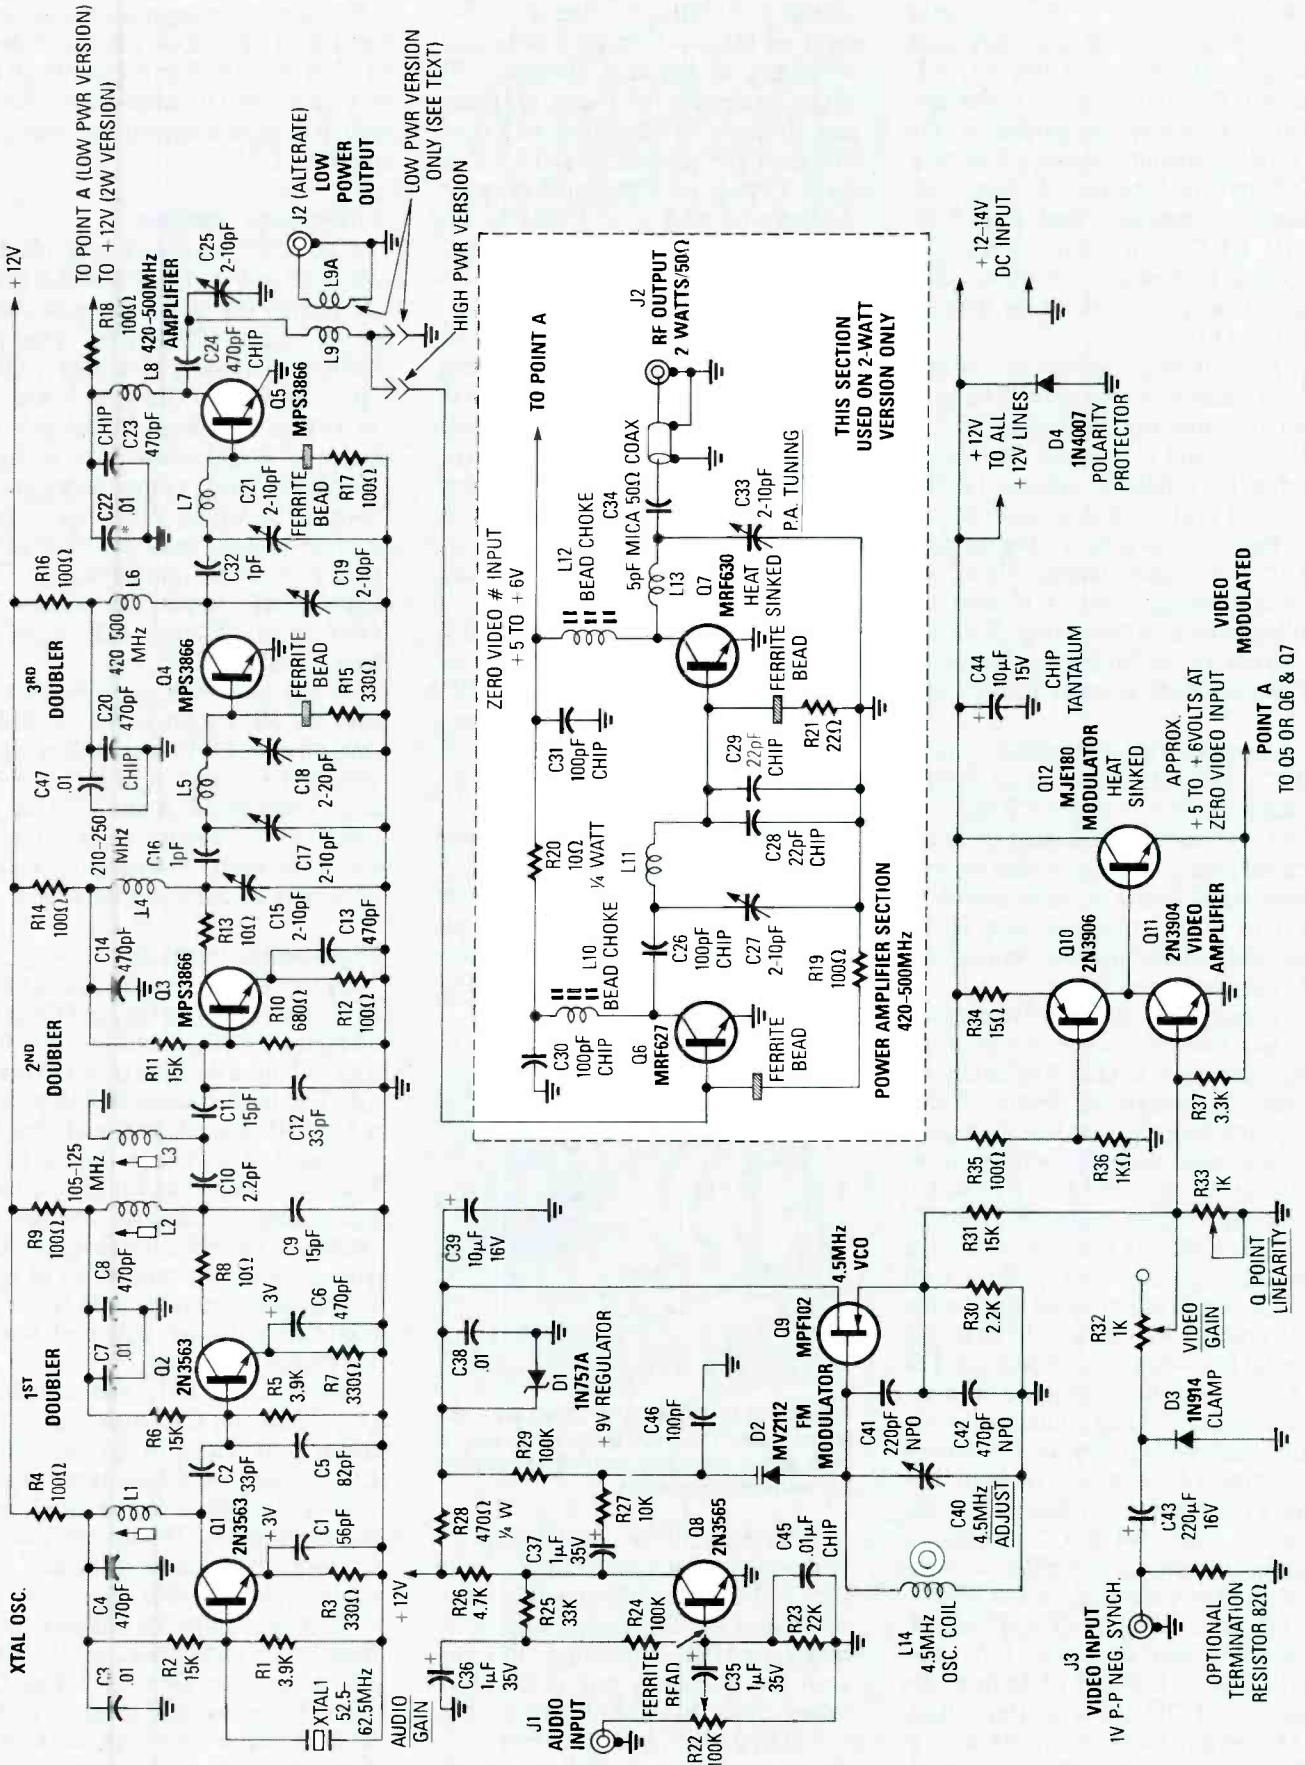 XTAL OSC.
1ST
DOUBLER
2ND
DOUBLER
3RD
DOUBLER
+12V
TO POINT A (LOW PWR VERSION)
TO +12V (2W VERSION)
C3
.01
C4
470pF
R4
100Ω
L1
R2
15K
R1
3.9K
XTAL1
52.5-
62.5MHz
Q1
2N3563
+3V
R3
330Ω
C1
56pF
C2
33pF
C5
82pF
R6
15K
R5
3.9K
C7
.01
C8
470pF
R9
100Ω
Q2
2N3563
+3V
R7
330Ω
C6
470pF
R8
10Ω
C9
15pF
L2
105-125
MHz
L3
C10
2.2pF
C11
15pF
C12
33pF
R11
15K
R10
680Ω
R12
100Ω
C13
470pF
Q3
MPS3866
C14
470pF
R14
100Ω
R13
10Ω
C15
2-10pF
L4
210-250
MHz
C16
1pF
C17
2-10pF
C18
2-20pF
L5
C47
.01
C20
470pF
CHIP
420 500
MHz
Q4
MPS3866
FERRITE
BEAD
R15
330Ω
R16
100Ω
L6
C19
2-10pF
C32
1pF
C21
2-10pF
L7
FERRITE
BEAD
R17
100Ω
C22
.01
CHIP
C23
470pF
L8
R18
100Ω
420-500MHz
AMPLIFIER
C24
470pF
CHIP
Q5
MPS3866
C25
2-10pF
L9
L9A
J2 (ALTERATE)
LOW
POWER
OUTPUT
LOW PWR VERSION
ONLY (SEE TEXT)
HIGH PWR VERSION
ZERO VIDEO # INPUT
+5 TO +6V
TO POINT A
C30
100pF
CHIP
L10
BEAD CHOKE
R20
10Ω
¼ WATT
C31
100pF
CHIP
L12
BEAD CHOKE
Q6
MRF627
FERRITE
BEAD
C26
100pF
CHIP
C27
2-10pF
R19
100Ω
L11
C28
22pF
CHIP
C29
22pF
CHIP
FERRITE
BEAD
R21
22Ω
Q7
MRF630
HEAT
SINKED
L13
5pF MICA
C34
50Ω COAX
C33
2-10pF
P.A. TUNING
J2
RF OUTPUT
2 WATTS/50Ω
POWER AMPLIFIER SECTION
420-500MHz
THIS SECTION
USED ON 2-WATT
VERSION ONLY
AUDIO
GAIN
J1
AUDIO
INPUT
R22
100K
C36
1µF
35V
+12V
R26
4.7K
R25
33K
R24
100K
FERRITE
C35
1µF
35V
R23
22K
C45
.01µF
CHIP
Q8
2N3565
C37
1µF
35V
R28
470Ω
¼ W
R27
10K
R29
100K
+9V REGULATOR
D1
1N757A
C38
.01
C39
10µF
16V
C46
100pF
D2
MV2112
FM
MODULATOR
L14
4.5MHz
OSC. COIL
C40
4.5MHz
ADJUST
C41
220pF
NPO
C42
470pF
NPO
Q9
MPF102
4.5MHz
VCO
R30
2.2K
R31
15K
J3
VIDEO INPUT
1V P-P NEG. SYNCH.
OPTIONAL
TERMINATION
RESISTOR 82Ω
C43
220µF
16V
D3
1N914
CLAMP
R32
1K
VIDEO
GAIN
R33
1K
Q POINT
LINEARITY
R34
15Ω
R35
100Ω
R36
1KΩ
R37
3.3K
Q10
2N3906
Q11
2N3904
VIDEO
AMPLIFIER
Q12
MJE180
MODULATOR
HEAT
SINKED
APPROX.
+5 TO +6VOLTS AT
ZERO VIDEO INPUT
C44
10µF
15V
CHIP
TANTALUM
VIDEO
MODULATED
POINT A
TO Q5 OR Q6 & Q7
+12V
TO ALL
+12V LINES
D4
1N4007
POLARITY
PROTECTOR
+12-14V
DC INPUT